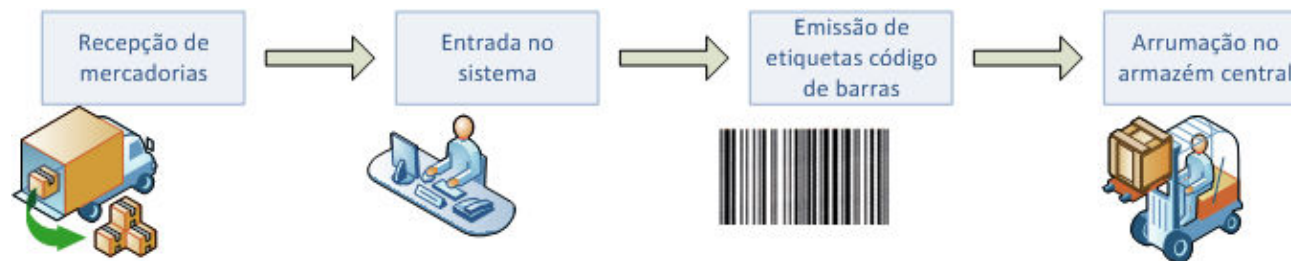 Recepção de
mercadorias
Entrada no
sistema
Emissão de
etiquetas código
de barras
Arrumação no
armazém central